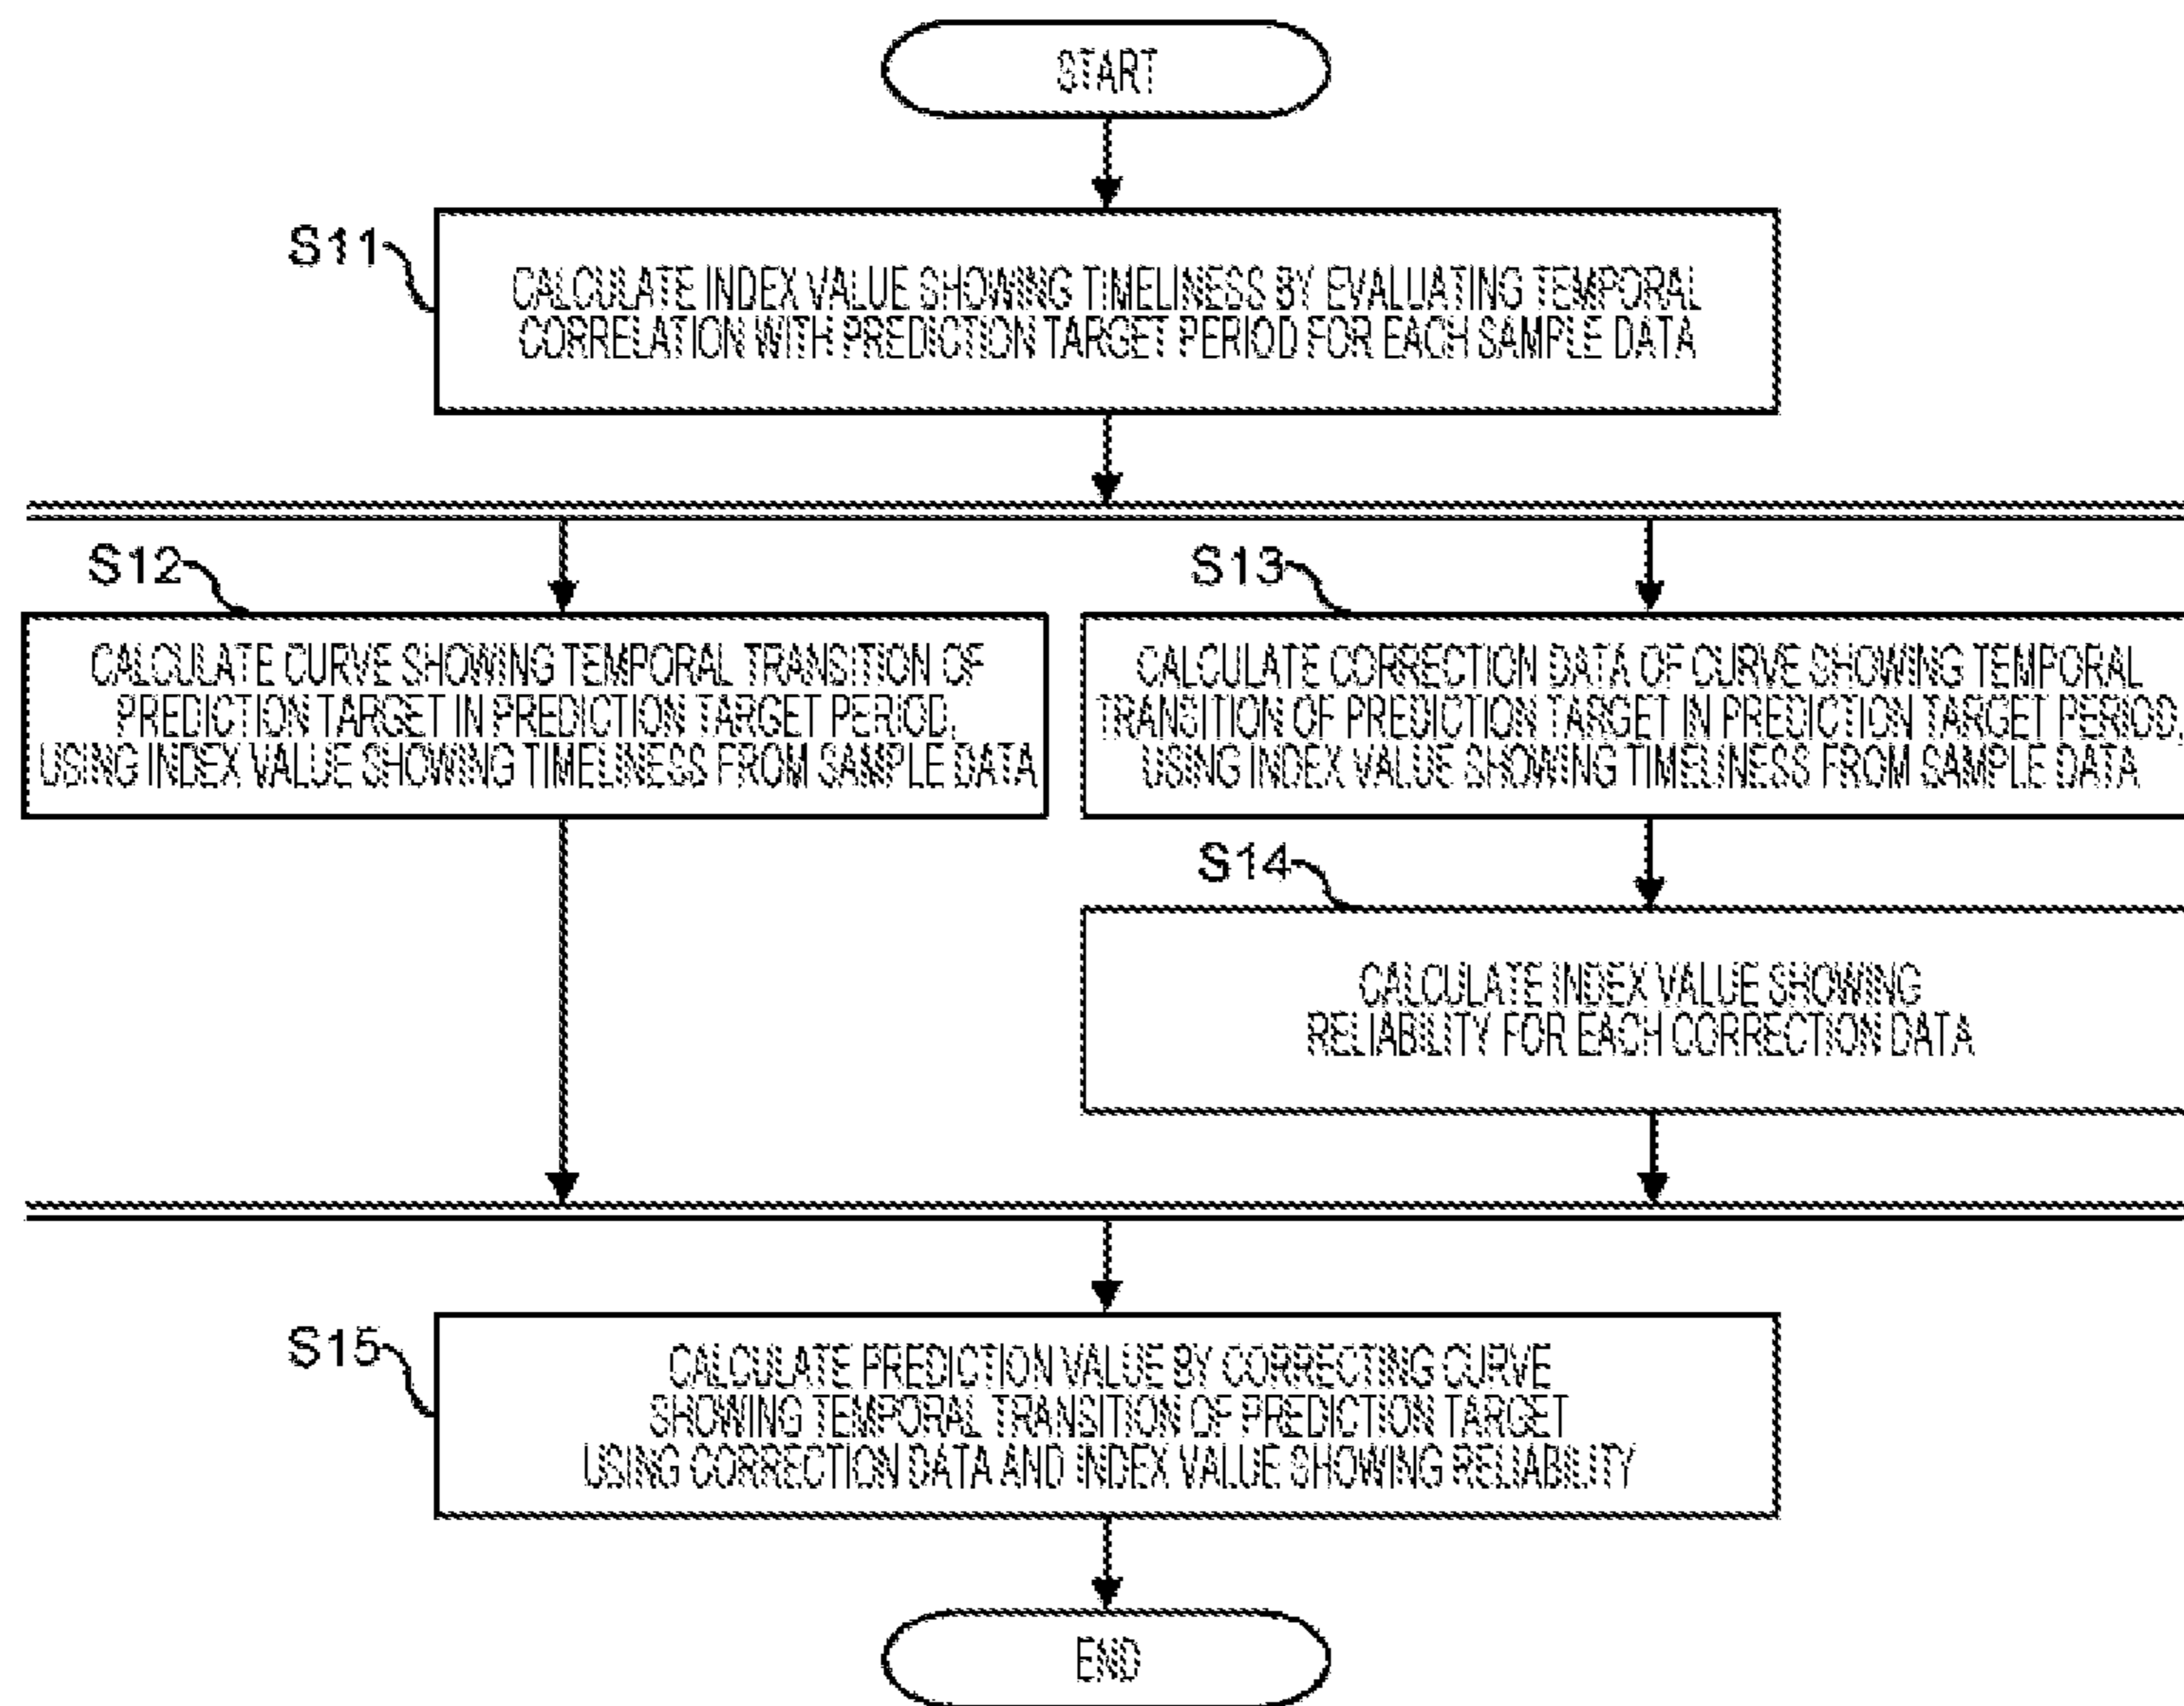 START
S11
CALCULATE INDEX VALUE SHOWING TIMELINESS BY EVALUATING TEMPORAL
CORRELATION WITH PREDICTION TARGET PERIOD FOR EACH SAMPLE DATA
S12
CALCULATE CURVE SHOWING TEMPORAL TRANSITION OF
PREDICTION TARGET IN PREDICTION TARGET PERIOD,
USING INDEX VALUE SHOWING TIMELINESS FROM SAMPLE DATA
S13
CALCULATE CORRECTION DATA OF CURVE SHOWING TEMPORAL
TRANSITION OF PREDICTION TARGET IN PREDICTION TARGET PERIOD,
USING INDEX VALUE SHOWING TIMELINESS FROM SAMPLE DATA
S14
CALCULATE INDEX VALUE SHOWING
RELIABILITY FOR EACH CORRECTION DATA
S15
CALCULATE PREDICTION VALUE BY CORRECTING CURVE
SHOWING TEMPORAL TRANSITION OF PREDICTION TARGET
USING CORRECTION DATA AND INDEX VALUE SHOWING RELIABILITY
END